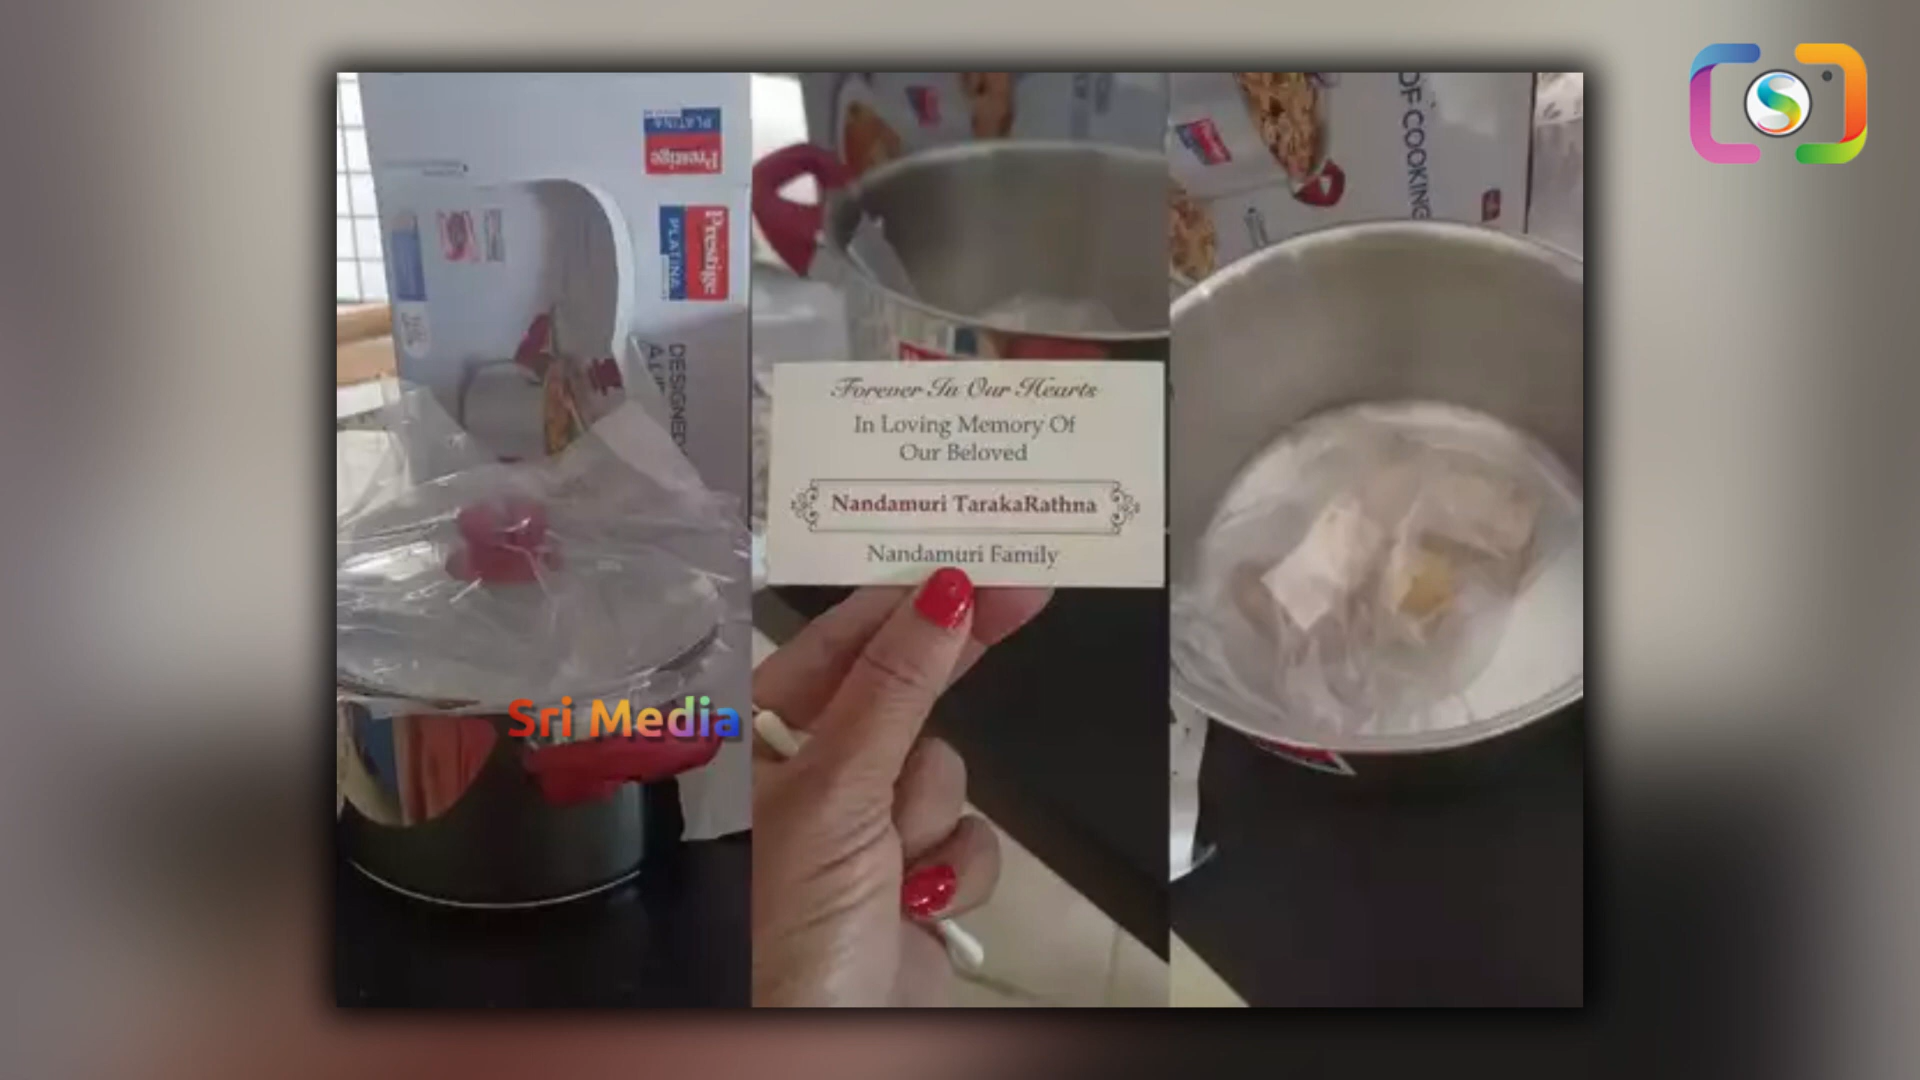 PLATINA
Prestige
Prestige
PLATINA
DESIGNED
OF COOKING
Forever In Our Hearts
In Loving Memory Of
Our Beloved
Nandamuri TarakaRathna
Nandamuri Family
Sri Media
S